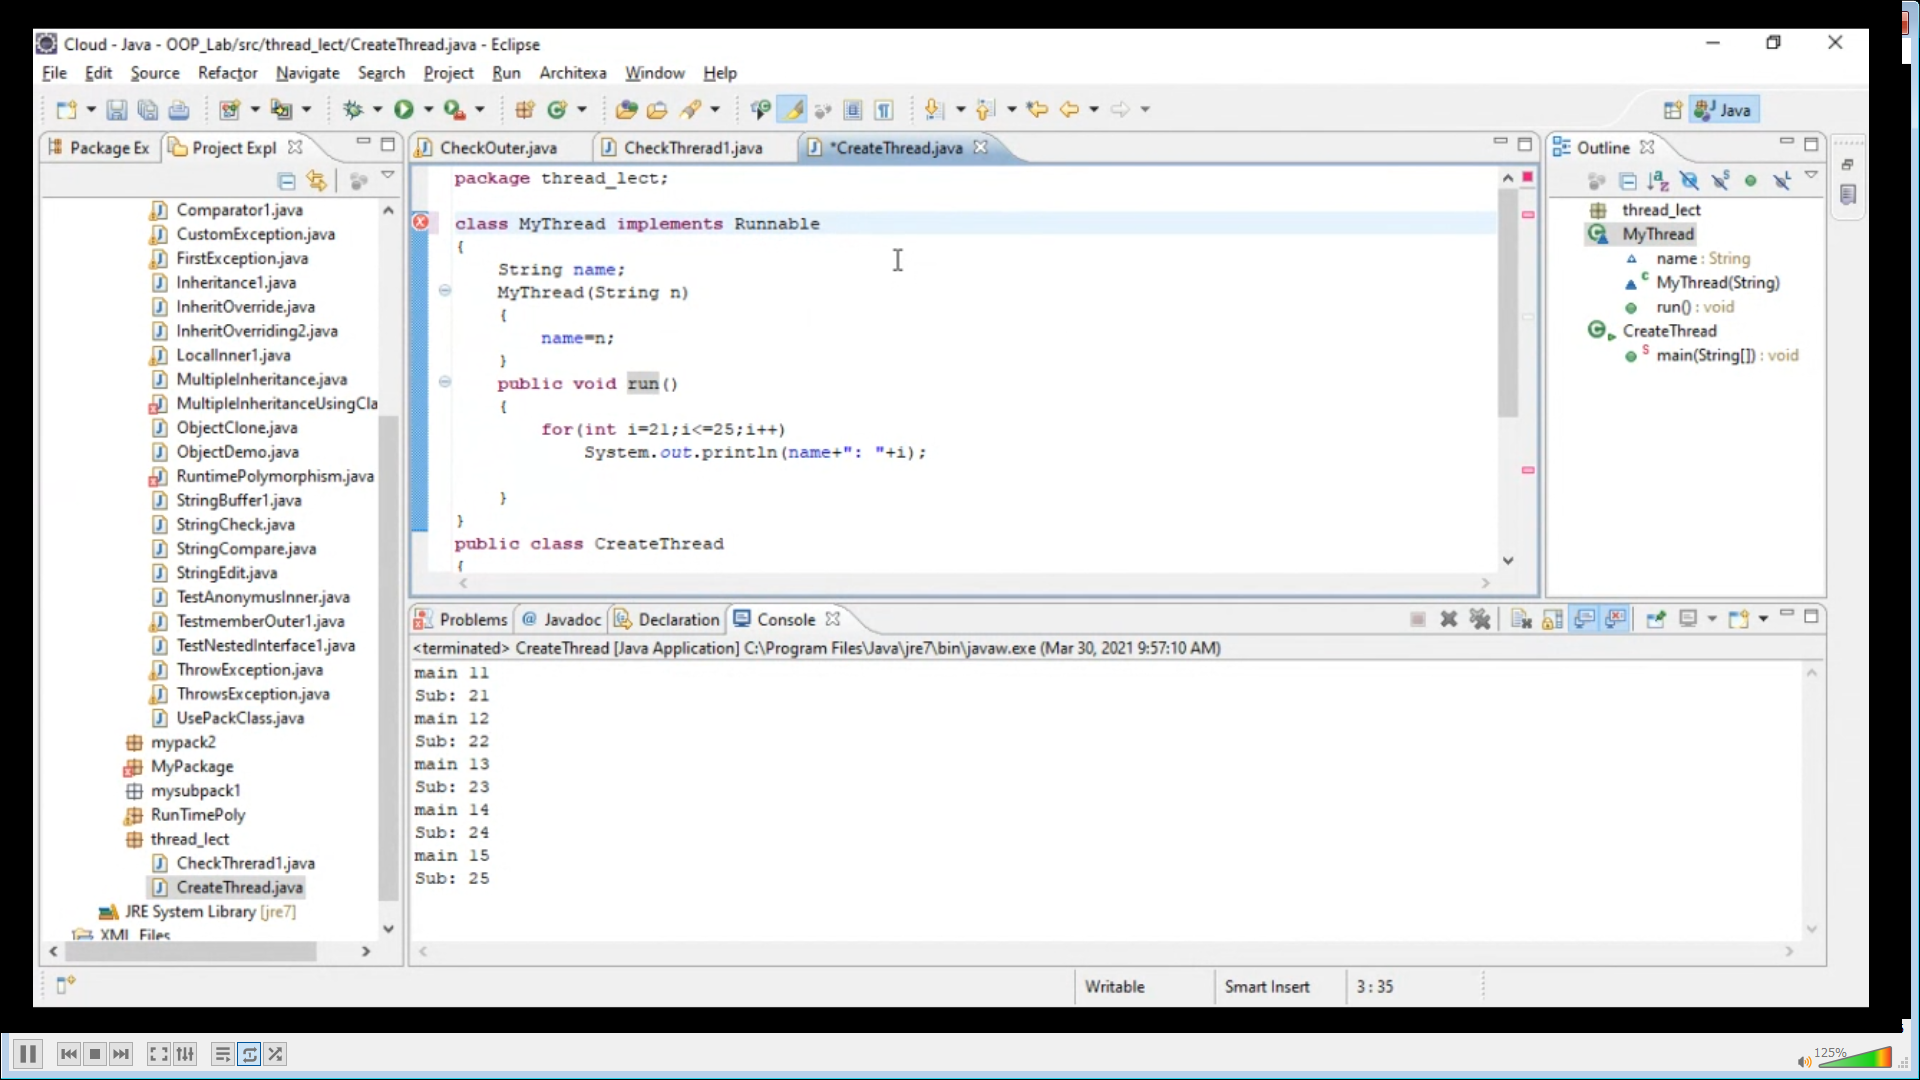 Cloud - Java - OOP_Lab/src/thread_lect/CreateThread.java - Eclipse
File Edit Source Refactor Navigate Search Project Run Architexa Window Help
Java
Package Ex
Project Expl
Comparator1.java
CustomException.java
FirstException.java
Inheritance1.java
InheritOverride.java
InheritOverriding2.java
LocalInner1.java
MultipleInheritance.java
MultipleInheritanceUsingCla
ObjectClone.java
ObjectDemo.java
RuntimePolymorphism.java
StringBuffer1.java
StringCheck.java
StringCompare.java
StringEdit.java
TestAnonymusInner.java
TestmemberOuter1.java
TestNestedInterface1.java
ThrowException.java
ThrowsException.java
UsePackClass.java
mypack2
MyPackage
mysubpack1
RunTimePoly
thread_lect
CheckThrerad1.java
CreateThread.java
JRE System Library [jre7]
XML_Files
CheckOuter.java
CheckThrerad1.java
*CreateThread.java
package thread_lect;
class MyThread implements Runnable
{
String name;
MyThread(String n)
{
name=n;
}
public void run()
{
for(int i=21;i<=25;i++)
System.out.println(name+": "+i);
}
}
public class CreateThread
{
Outline
thread_lect
MyThread
name : String
MyThread(String)
run() : void
CreateThread
main(String[]) : void
Problems
@ Javadoc
Declaration
Console
<terminated> CreateThread [Java Application] C:\Program Files\Java\jre7\bin\javaw.exe (Mar 30, 2021 9:57:10 AM)
main 11
Sub: 21
main 12
Sub: 22
main 13
Sub: 23
main 14
Sub: 24
main 15
Sub: 25
Writable
Smart Insert
3 : 35
125%